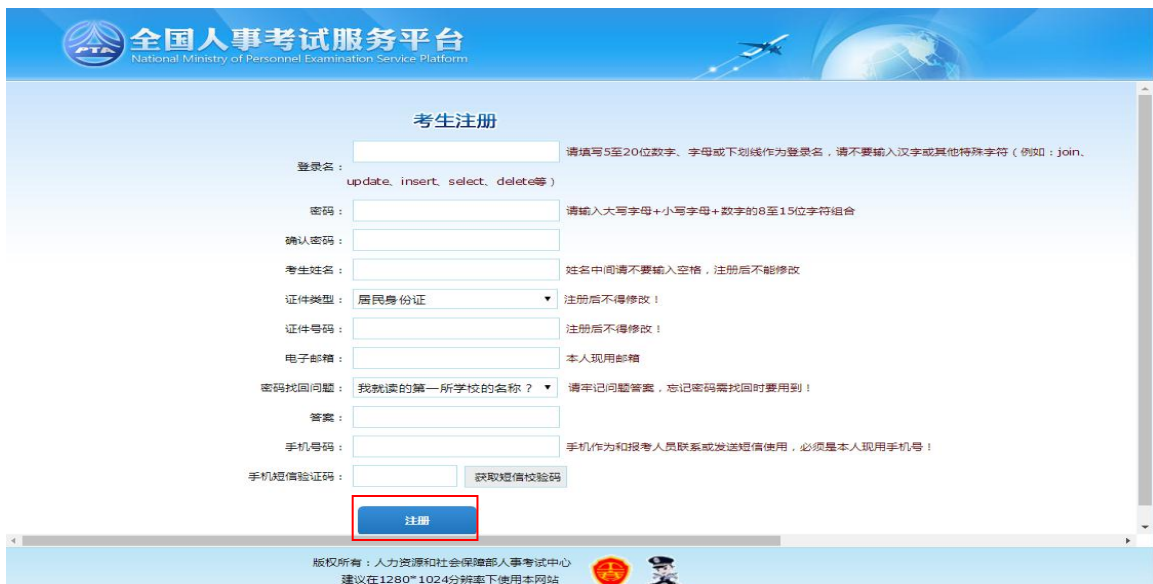 PTA
全国人事考试服务平台
National Ministry of Personnel Examination Service Platform
考生注册
登录名：请填写5至20位数字、字母或下划线作为登录名，请不要输入汉字或其他特殊字符（例如：join、
update、insert、select、delete等）
密码：请输入大写字母+小写字母+数字的8至15位字符组合
确认密码：
考生姓名：姓名中间请不要输入空格，注册后不能修改
证件类型：居民身份证 注册后不得修改！
证件号码：注册后不得修改！
电子邮箱：本人现用邮箱
密码找回问题：我就读的第一所学校的名称？ 请牢记问题答案，忘记密码需找回时要用到！
答案：
手机号码：手机作为和报考人员联系或发送短信使用，必须是本人现用手机号！
手机短信验证码：获取短信校验码
注册
版权所有：人力资源和社会保障部人事考试中心
建议在1280*1024分辨率下使用本网站